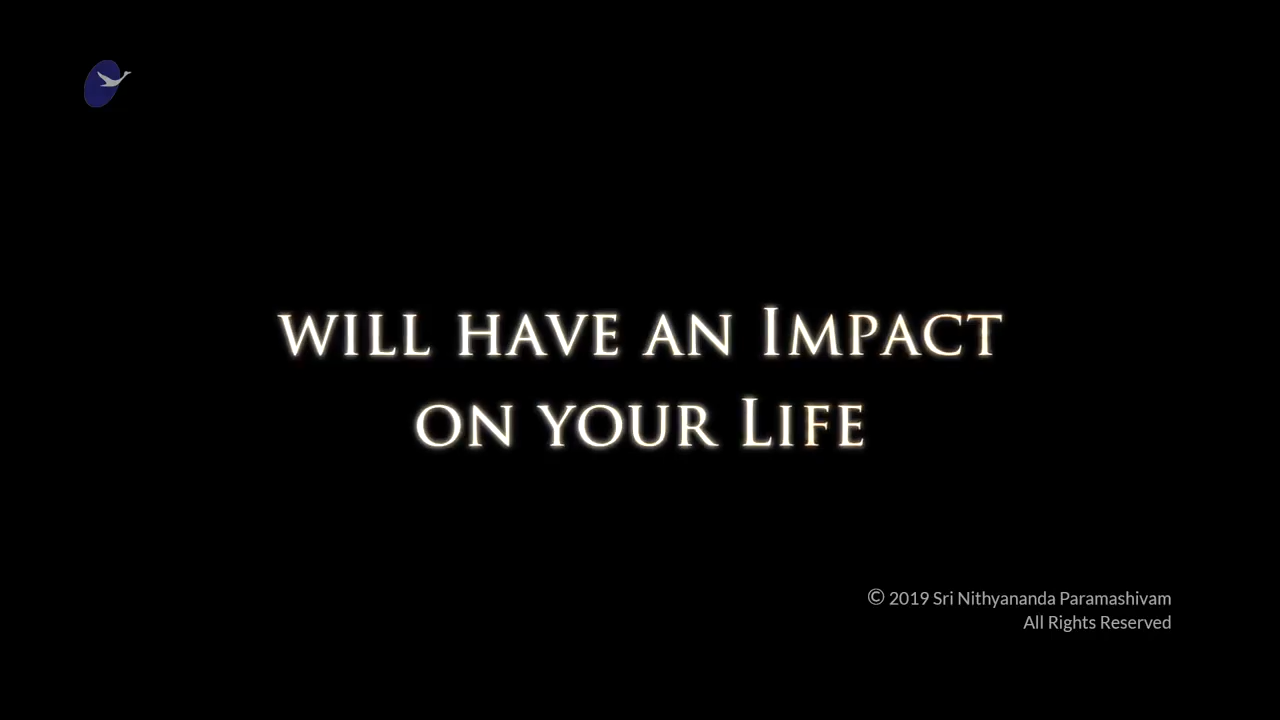 will have an Impact
on your Life
© 2019 Sri Nithyananda Paramashivam
All Rights Reserved